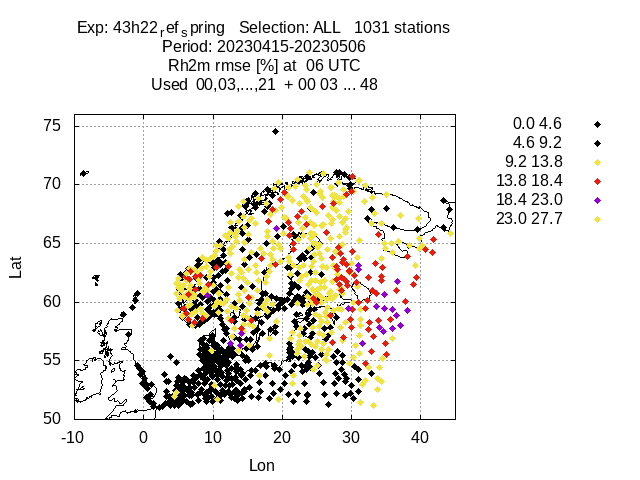 Exp: 43h22ref spring Selection: ALL 1031 stations
Period: 20230415-20230506
Rh2m rmse [%] at 06 UTC
Used 00,03,...,21 + 00 03 ... 48
0.0 4.6
4.6 9.2
9.2 13.8
13.8 18.4
18.4 23.0
23.0 27.7
75
70
65
60
55
50
Lat
-10 0 10 20 30 40
Lon